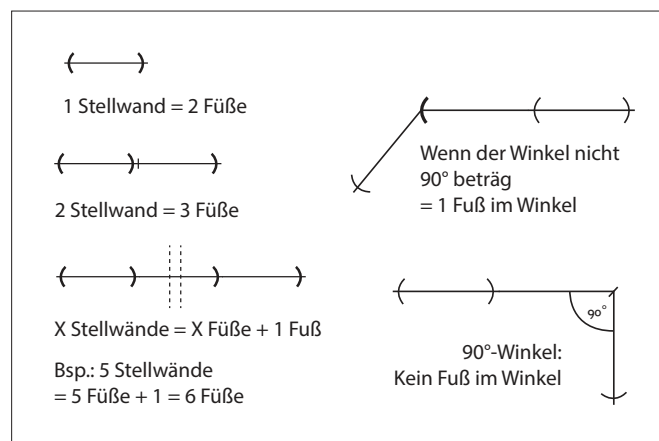 1 Stellwand = 2 Füße
2 Stellwand = 3 Füße
X Stellwände = X Füße + 1 Fuß
Bsp.: 5 Stellwände
= 5 Füße + 1 = 6 Füße
Wenn der Winkel nicht
90° beträg
= 1 Fuß im Winkel
90°
90°-Winkel:
Kein Fuß im Winkel